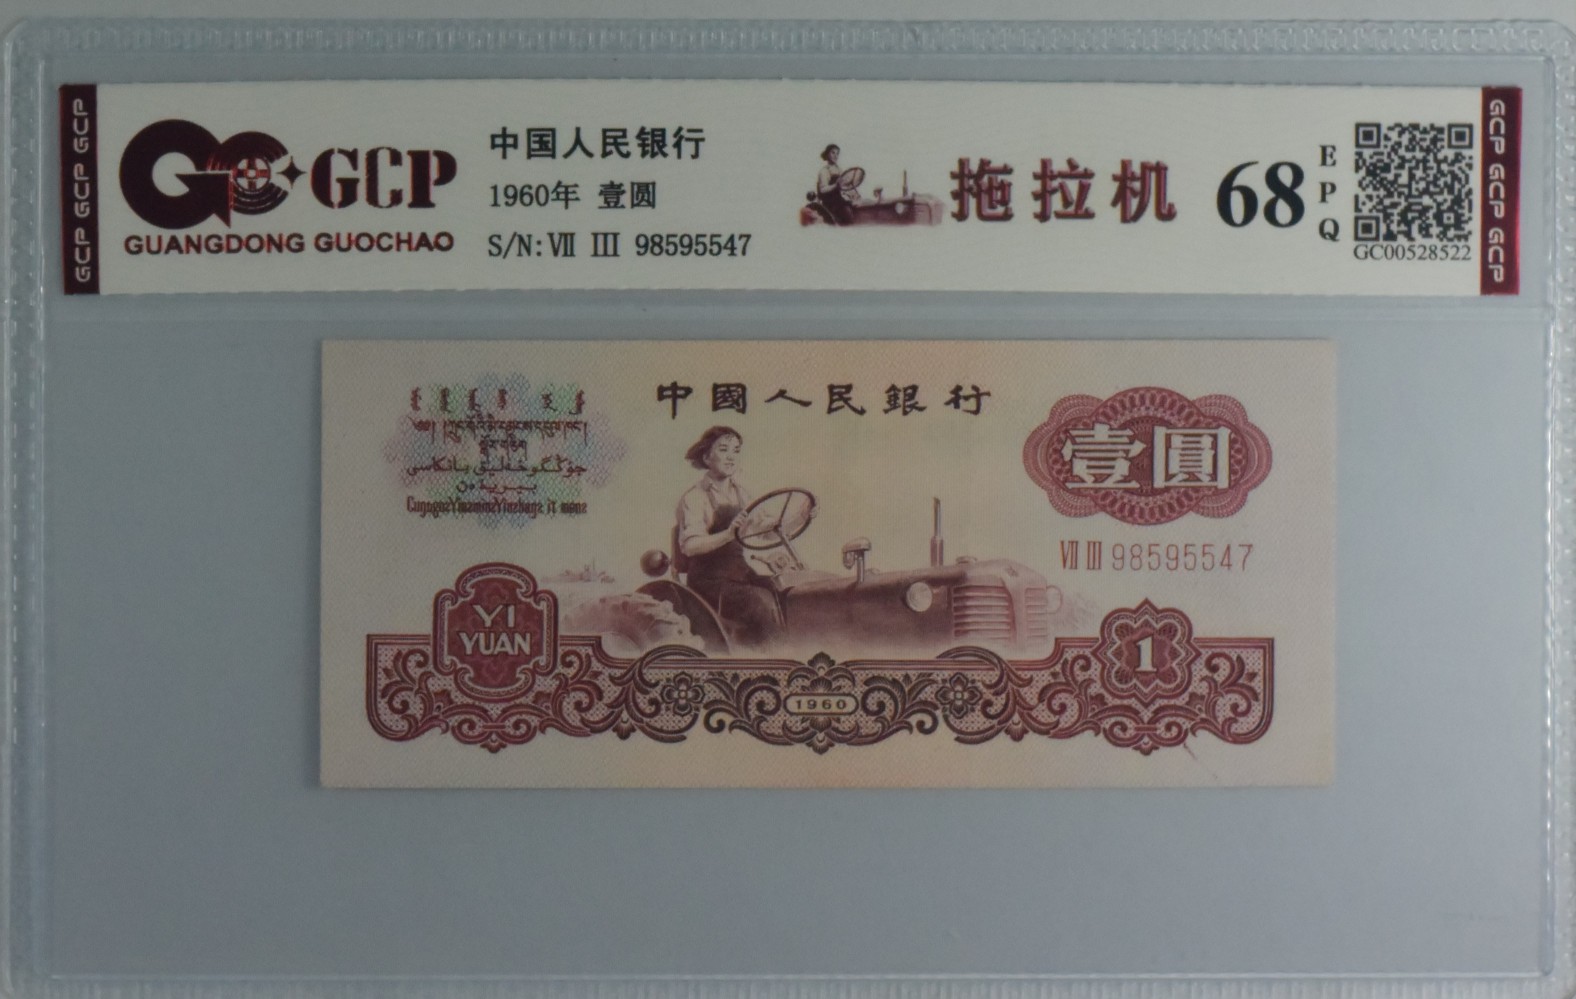 GCP GCP GCP
GCP
GUANGDONG GUOCHAO
中国人民银行
1960年 壹圆
S/N: Ⅶ Ⅲ 98595547
拖拉机
68
E
P
Q
GC00528522
GCP GCP GCP
中國人民銀行
壹圓
Ⅶ Ⅲ 98595547
YI
YUAN
1960
1